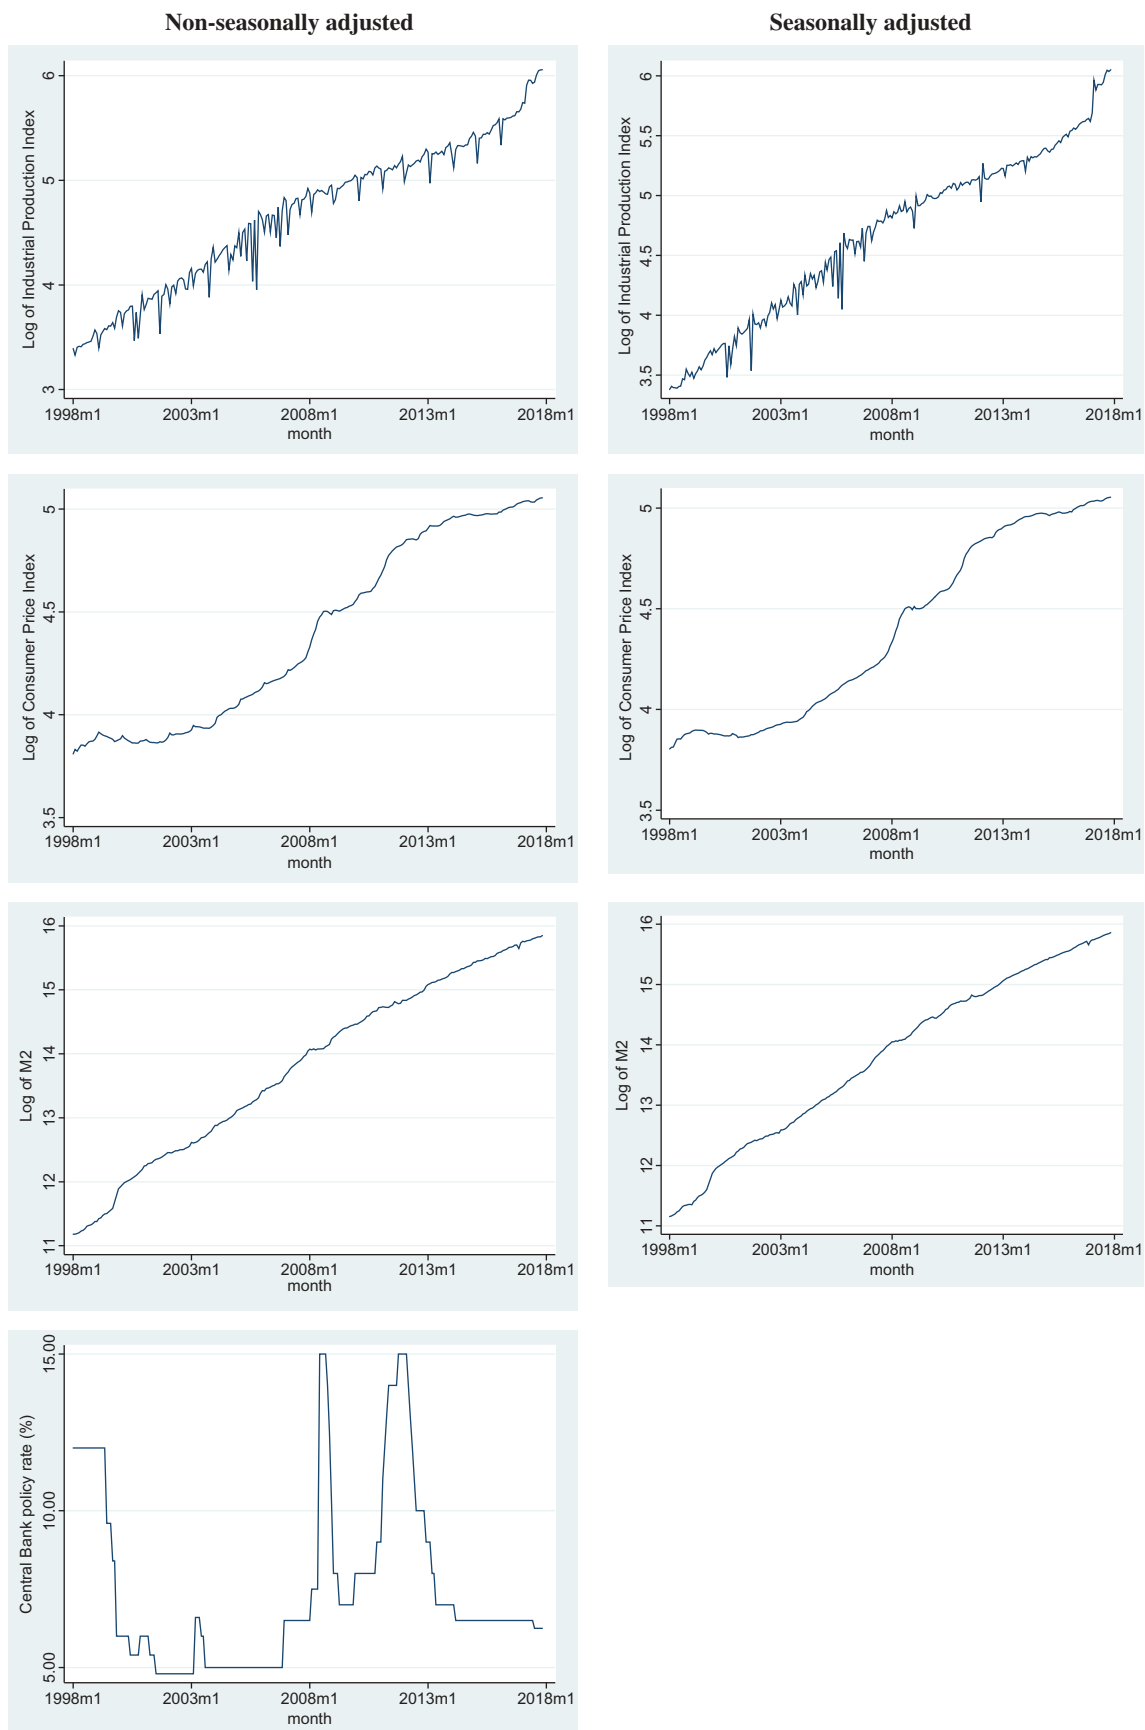 Non-seasonally adjusted
Seasonally adjusted
Log of Industrial Production Index
6
5
4
3
1998m1 2003m1 2008m1 2013m1 2018m1
month
Log of Industrial Production Index
6
5.5
5
4.5
4
3.5
1998m1 2003m1 2008m1 2013m1 2018m1
month
Log of Consumer Price Index
5
4.5
4
3.5
1998m1 2003m1 2008m1 2013m1 2018m1
month
Log of Consumer Price Index
5
4.5
4
3.5
1998m1 2003m1 2008m1 2013m1 2018m1
month
Log of M2
16
15
14
13
12
11
1998m1 2003m1 2008m1 2013m1 2018m1
month
Log of M2
16
15
14
13
12
11
1998m1 2003m1 2008m1 2013m1 2018m1
month
Central Bank policy rate (%)
15.00
10.00
5.00
1998m1 2003m1 2008m1 2013m1 2018m1
month